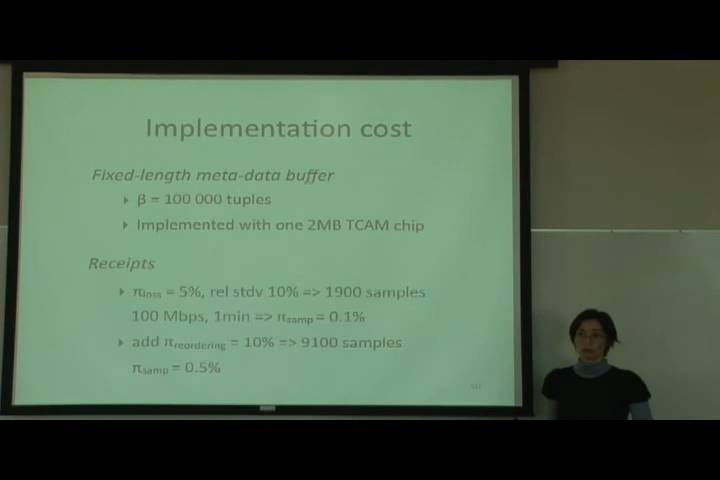 Implementation cost
Fixed-length meta-data buffer
β = 100 000 tuples
Implemented with one 2MB TCAM chip
Receipts
πloss = 5%, rel stdv 10% => 1900 samples
100 Mbps, 1min => πsamp = 0.1%
add πreordering = 10% => 9100 samples
πsamp = 0.5%